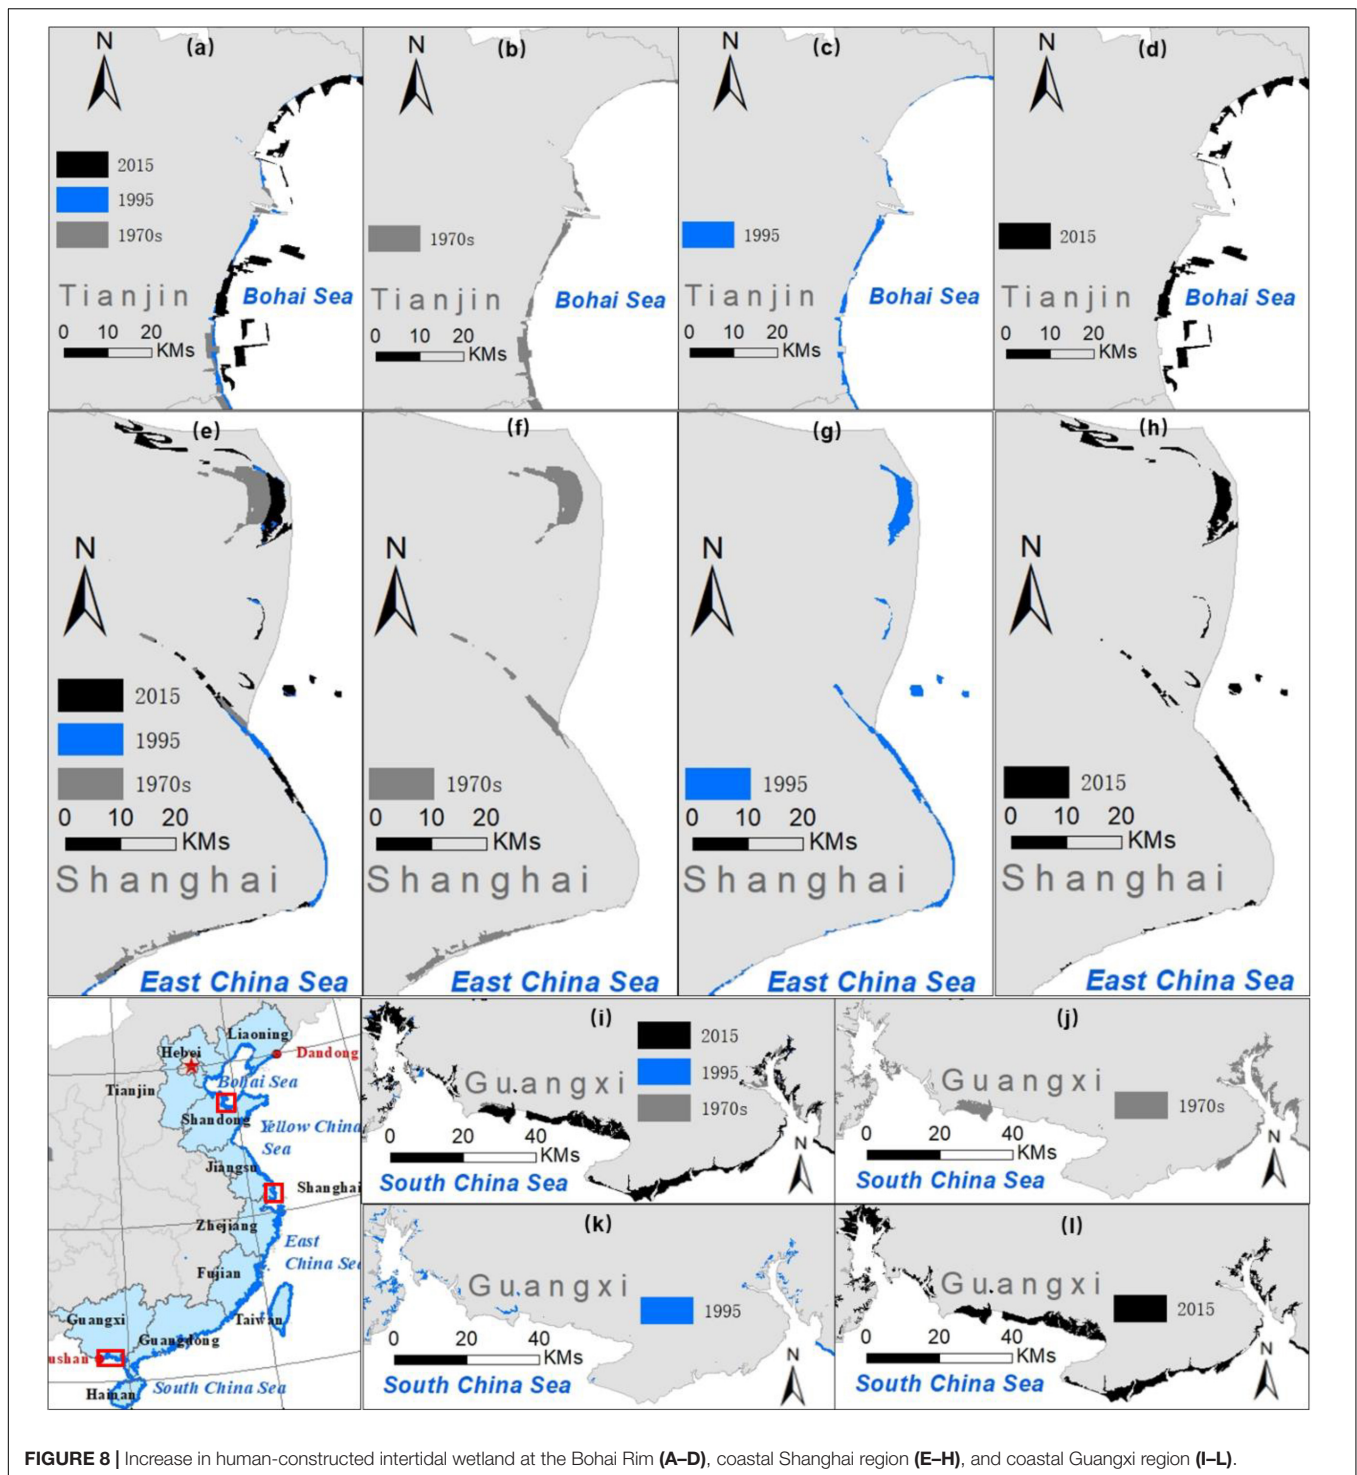 (a)
N
2015
1995
1970s
Tianjin
Bohai Sea
0 10 20
KMs
(b)
N
1970s
Tianjin
Bohai Sea
0 10 20
KMs
(c)
1995
Tianjin
Bohai Sea
0 10 20
KMs
(d)
N
2015
Tianjin
Bohai Sea
0 10 20
KMs
(e)
N
2015
1995
1970s
0 10 20
KMs
Shanghai
East China Sea
(f)
N
1970s
0 10 20
KMs
Shanghai
East China Sea
(g)
1995
0 10 20
KMs
Shanghai
East China Sea
(h)
N
2015
0 10 20
KMs
Shanghai
East China Sea
Liaoning
Hebei
Dandong
Tianjin
Bohai Sea
Shandong
Yellow China
Sea
Jiangsu
Shanghai
Zhejiang
East
China Sea
Fujian
Guangxi
Taiwan
Guangdong
ushan
Hainan
South China Sea
(i)
2015
1995
1970s
Guangxi
0 20 40
KMs
N
South China Sea
(j)
Guangxi
1970s
0 20 40
KMs
N
South China Sea
(k)
Guangxi
1995
0 20 40
KMs
N
South China Sea
(l)
Guangxi
2015
0 20 40
KMs
N
South China Sea
FIGURE 8 | Increase in human-constructed intertidal wetland at the Bohai Rim (A–D), coastal Shanghai region (E–H), and coastal Guangxi region (I–L).